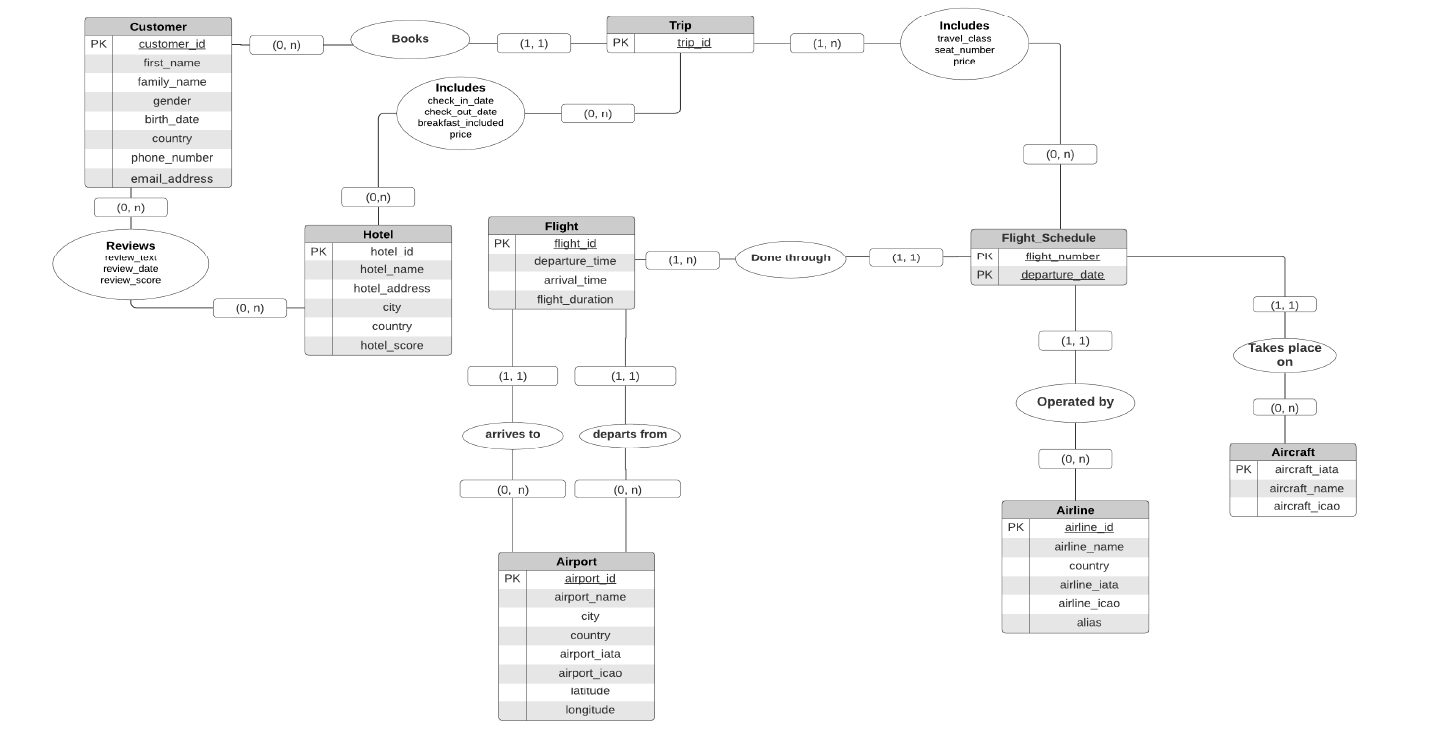 Customer
PK customer_id
first_name
family_name
gender
birth_date
country
phone_number
email_address
(0, n)
Books
(1, 1)
Trip
PK trip_id
(1, n)
Includes
travel_class
seat_number
price
(0, n)
Includes
check_in_date
check_out_date
breakfast_included
price
(0, n)
(0,n)
(0, n)
Reviews
review_text
review_date
review_score
(0, n)
Hotel
PK hotel_id
hotel_name
hotel_address
city
country
hotel_score
Flight
PK flight_id
departure_time
arrival_time
flight_duration
(1, n)
Done through
(1, 1)
Flight_Schedule
PK flight_number
PK departure_date
(1, 1)
Takes place
on
(0, n)
Aircraft
PK aircraft_iata
aircraft_name
aircraft_icao
(1, 1)
Operated by
(0, n)
Airline
PK airline_id
airline_name
country
airline_iata
airline_icao
alias
(1, 1)
(1, 1)
arrives to
departs from
(0, n)
(0, n)
Airport
PK airport_id
airport_name
city
country
airport_iata
airport_icao
latitude
longitude